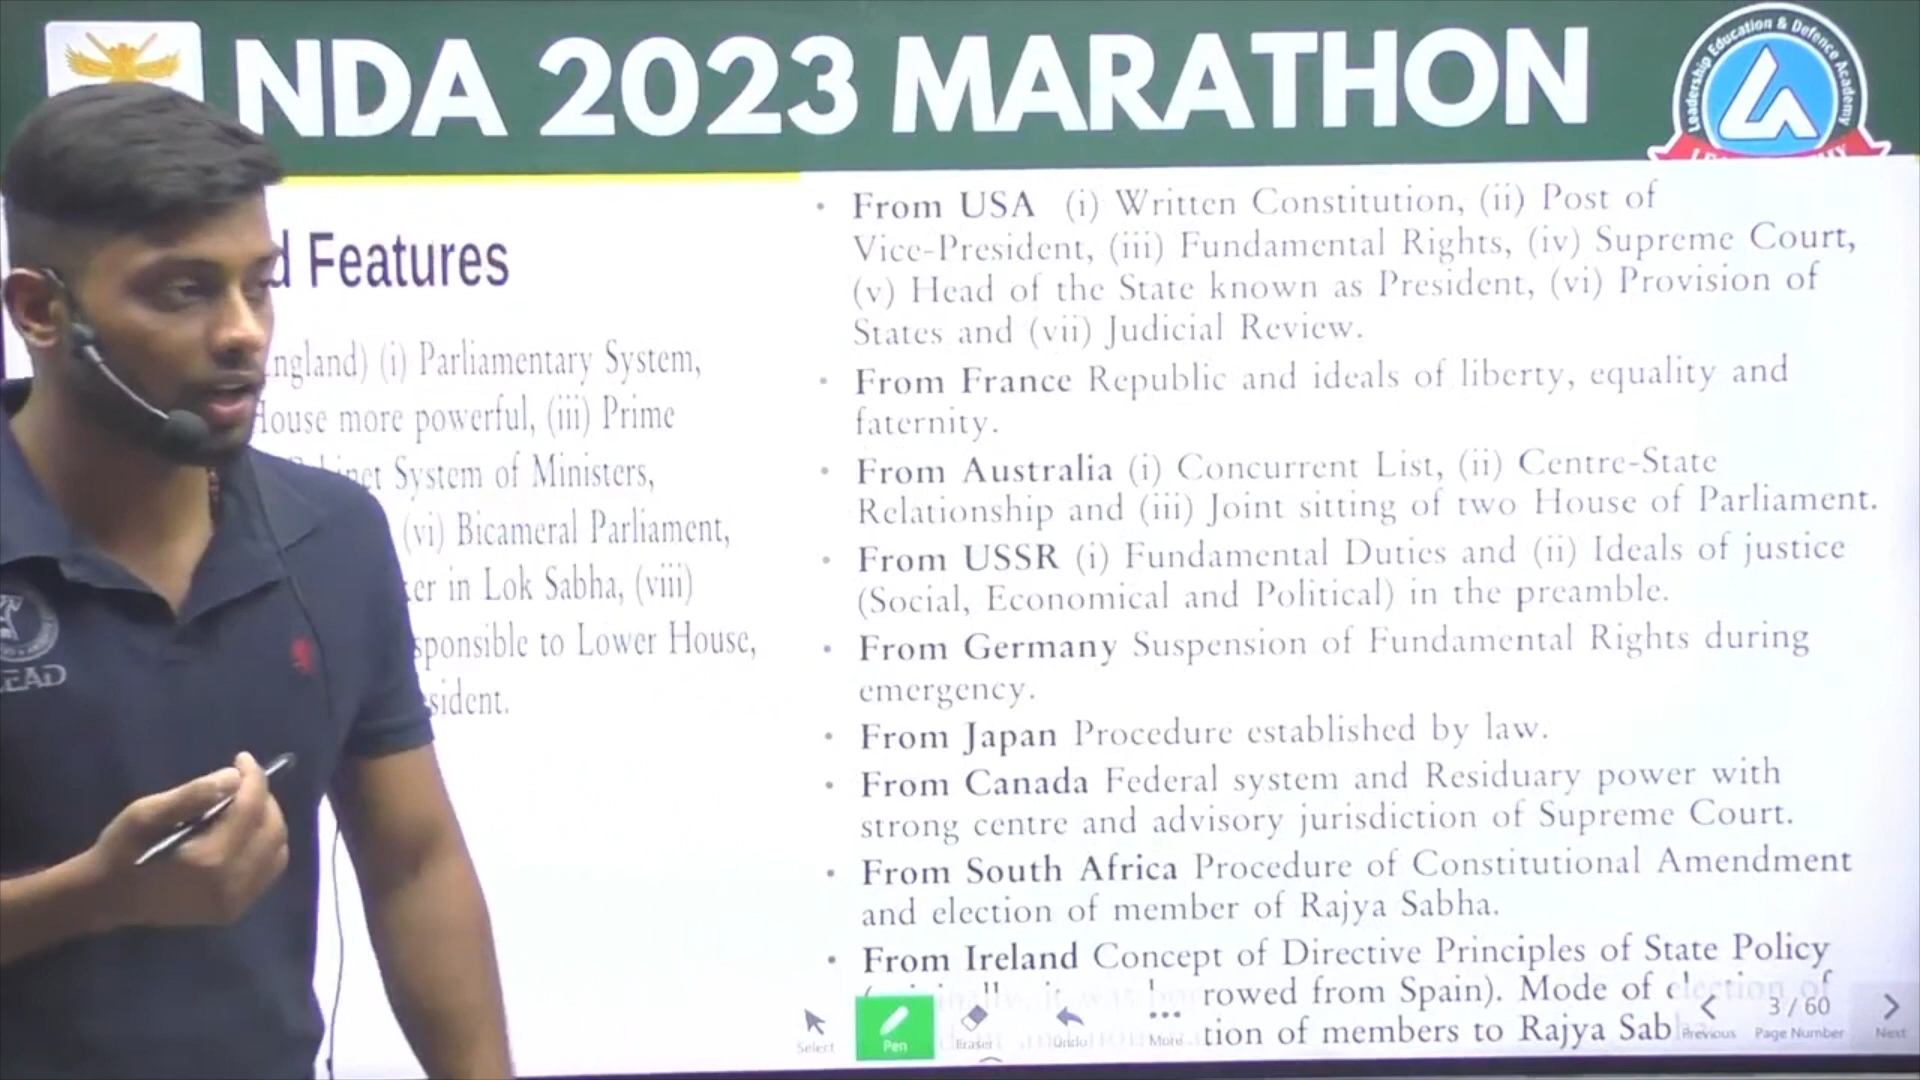 NDA 2023 MARATHON
Leadership Education & Defence Academy
d Features
ngland) (i) Parliamentary System,
House more powerful, (iii) Prime
Cabinet System of Ministers,
(vi) Bicameral Parliament,
er in Lok Sabha, (viii)
sponsible to Lower House,
sident.
LEAD
• From USA (i) Written Constitution, (ii) Post of
Vice-President, (iii) Fundamental Rights, (iv) Supreme Court,
(v) Head of the State known as President, (vi) Provision of
States and (vii) Judicial Review.
• From France Republic and ideals of liberty, equality and
faternity.
• From Australia (i) Concurrent List, (ii) Centre-State
Relationship and (iii) Joint sitting of two House of Parliament.
• From USSR (i) Fundamental Duties and (ii) Ideals of justice
(Social, Economical and Political) in the preamble.
• From Germany Suspension of Fundamental Rights during
emergency.
• From Japan Procedure established by law.
• From Canada Federal system and Residuary power with
strong centre and advisory jurisdiction of Supreme Court.
• From South Africa Procedure of Constitutional Amendment
and election of member of Rajya Sabha.
• From Ireland Concept of Directive Principles of State Policy
rowed from Spain). Mode of election of
tion of members to Rajya Sab
Select
Pen
Eraser
Undo
More
Previous
3 / 60
Page Number
Next